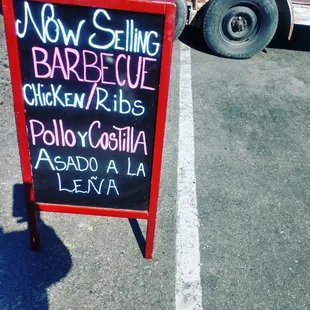 Now Selling
BARBECUE
Chicken/Ribs
Pollo y Costilla
Asado a la
Leña